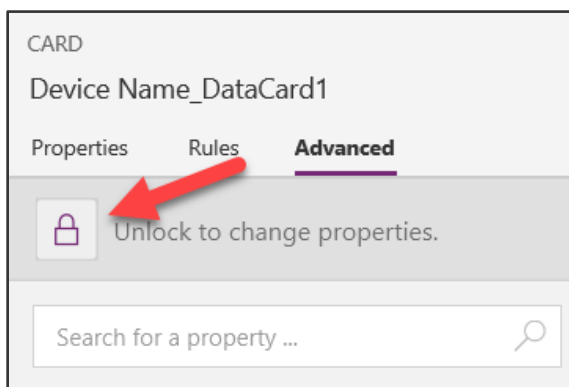 CARD
Device Name_DataCard1
Properties Rules Advanced
Unlock to change properties.
Search for a property ...